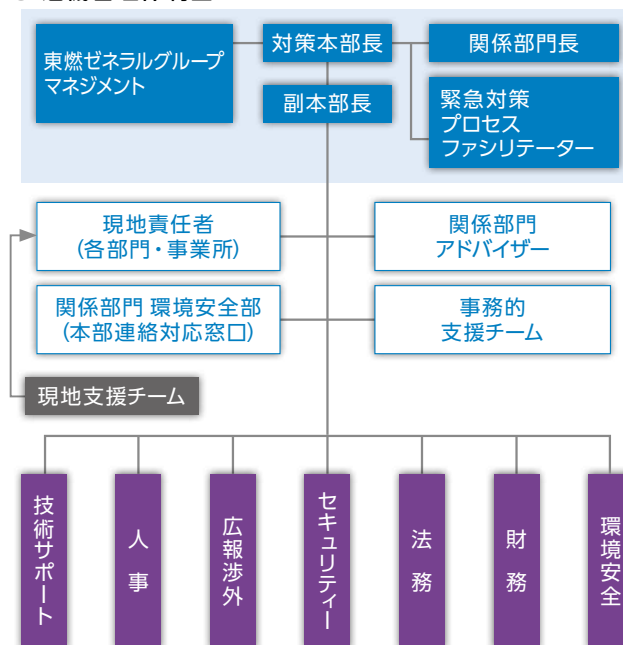 東燃ゼネラルグループ
マネジメント
対策本部長
関係部門長
副本部長
緊急対策
プロセス
ファシリテーター
現地責任者
(各部門・事業所)
関係部門
アドバイザー
関係部門 環境安全部
(本部連絡対応窓口)
事務的
支援チーム
現地支援チーム
技術サポート
人事
広報渉外
セキュリティー
法務
財務
環境安全